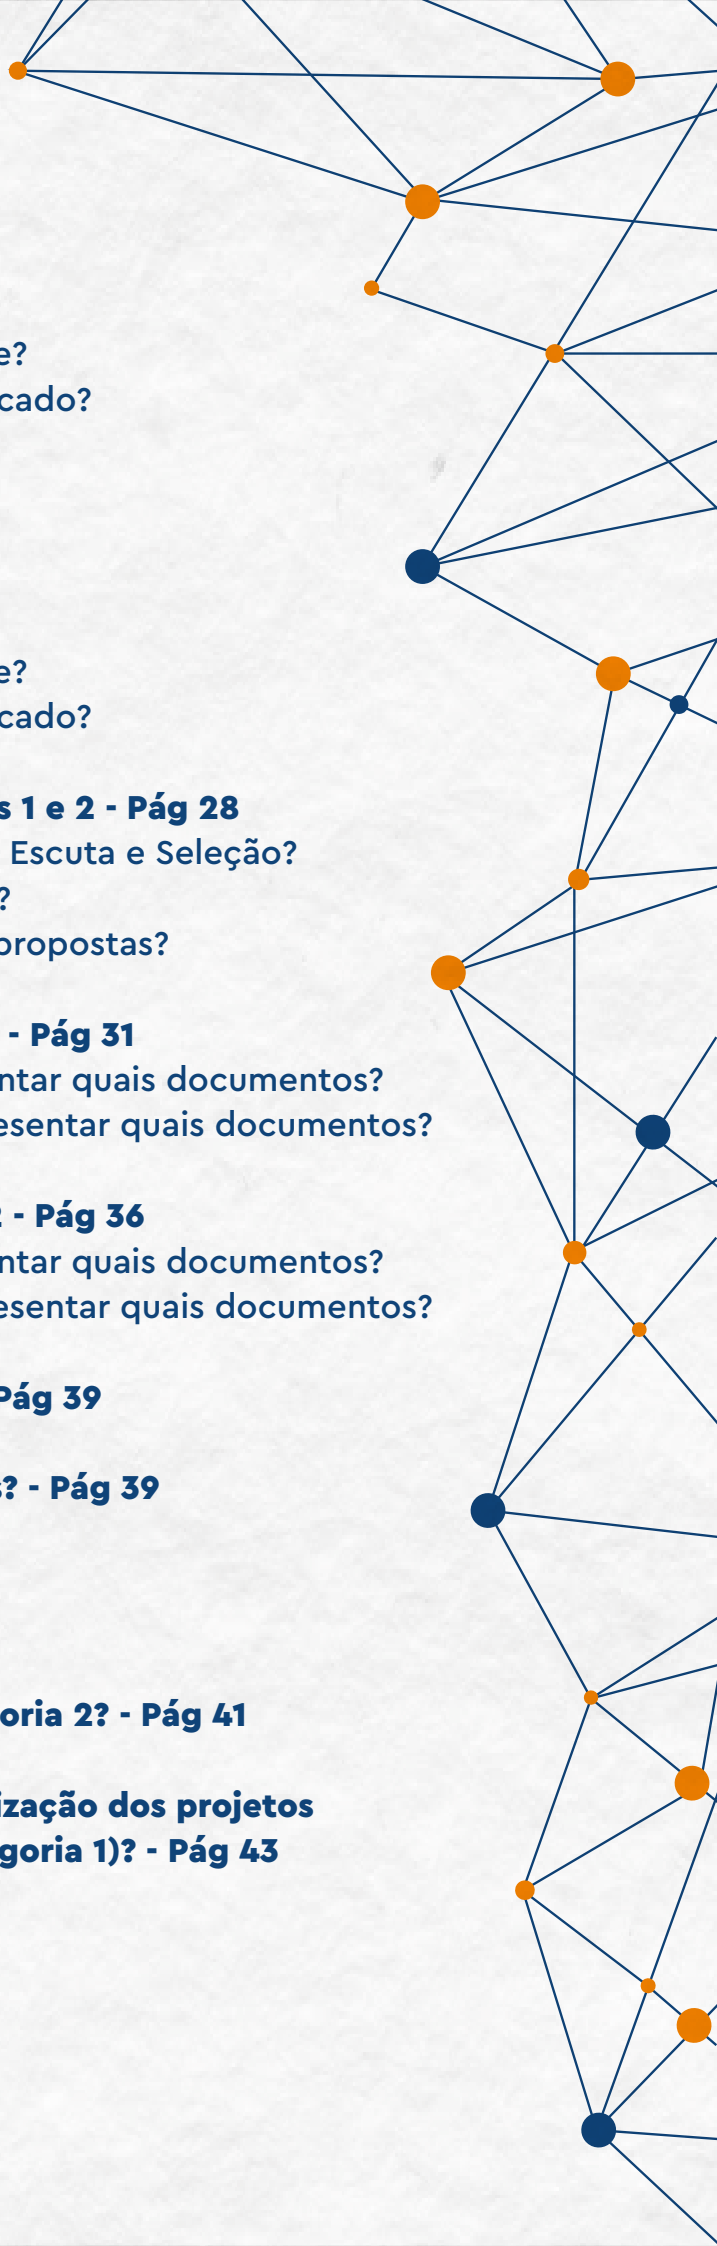 e?
cado?
e?
cado?
s 1 e 2 - Pág 28
Escuta e Seleção?
?
propostas?
- Pág 31
ntar quais documentos?
esentar quais documentos?
2 - Pág 36
ntar quais documentos?
esentar quais documentos?
Pág 39
s? - Pág 39
oria 2? - Pág 41
ização dos projetos
goria 1)? - Pág 43